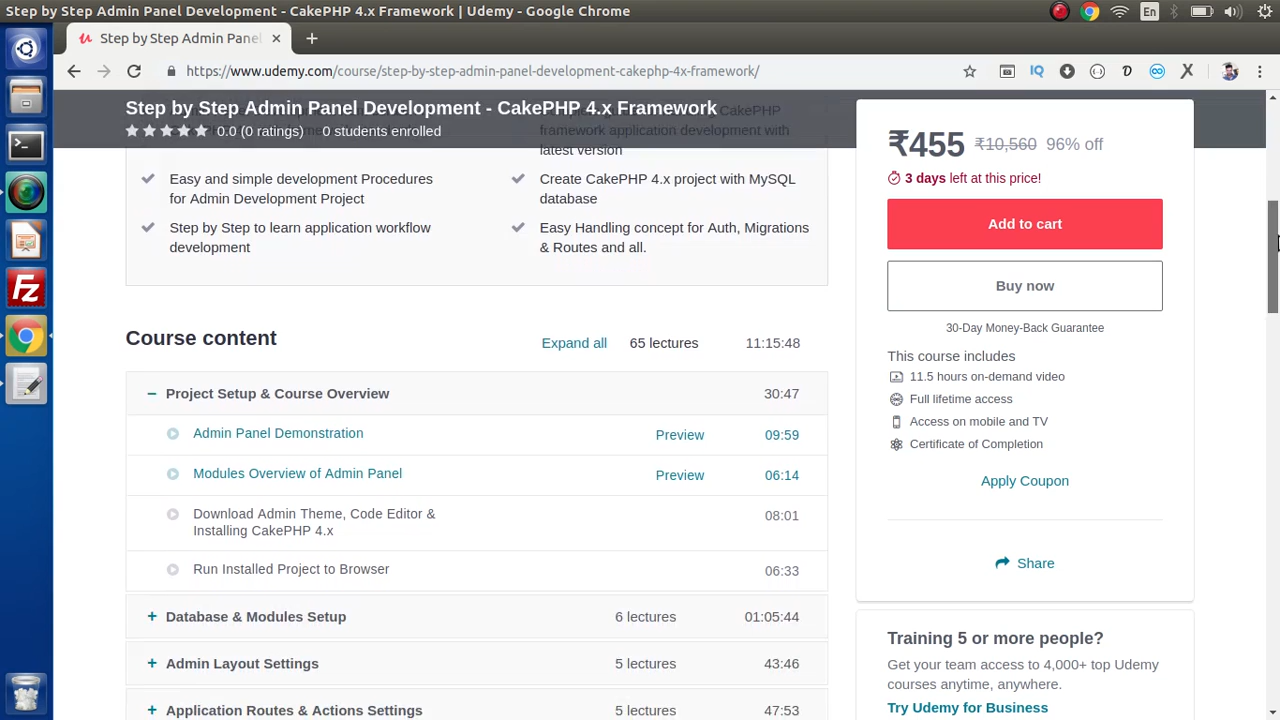 Step by Step Admin Panel Development - CakePHP 4.x Framework | Udemy - Google Chrome
En
Step by Step Admin Pane
https://www.udemy.com/course/step-by-step-admin-panel-development-cakephp-4x-framework/
IQ
Step by Step Admin Panel Development - CakePHP 4.x Framework
0.0 (0 ratings) 0 students enrolled
CakePHP
framework application development with
latest version
Easy and simple development Procedures
for Admin Development Project
Create CakePHP 4.x project with MySQL
database
Step by Step to learn application workflow
development
Easy Handling concept for Auth, Migrations
& Routes and all.
Course content
Expand all 65 lectures 11:15:48
Project Setup & Course Overview 30:47
Admin Panel Demonstration Preview 09:59
Modules Overview of Admin Panel Preview 06:14
Download Admin Theme, Code Editor &
Installing CakePHP 4.x 08:01
Run Installed Project to Browser 06:33
Database & Modules Setup 6 lectures 01:05:44
Admin Layout Settings 5 lectures 43:46
Application Routes & Actions Settings 5 lectures 47:53
₹455 ₹10,560 96% off
3 days left at this price!
Add to cart
Buy now
30-Day Money-Back Guarantee
This course includes
11.5 hours on-demand video
Full lifetime access
Access on mobile and TV
Certificate of Completion
Apply Coupon
Share
Training 5 or more people?
Get your team access to 4,000+ top Udemy
courses anytime, anywhere.
Try Udemy for Business